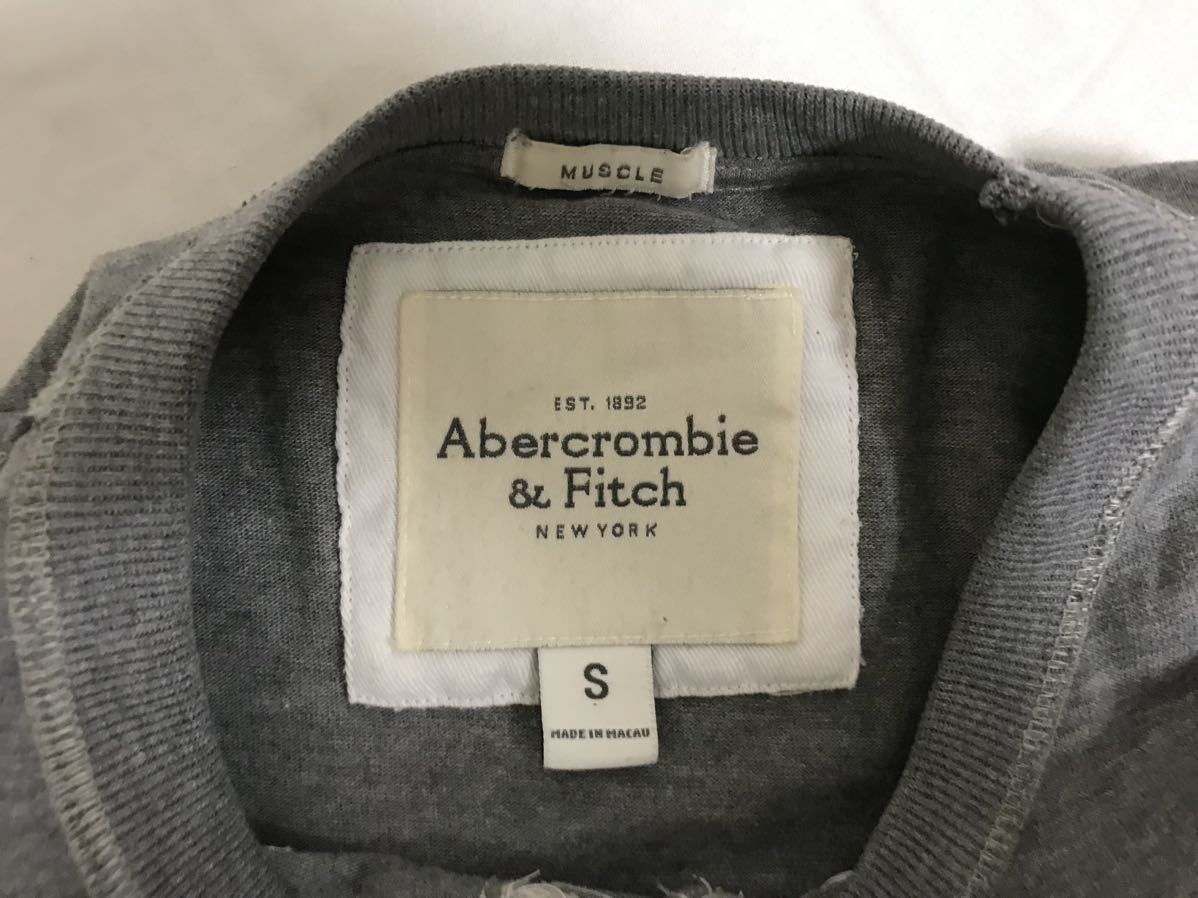 MUSCLE
EST. 1892
Abercrombie
& Fitch
NEW YORK
S
MADE IN MACAU